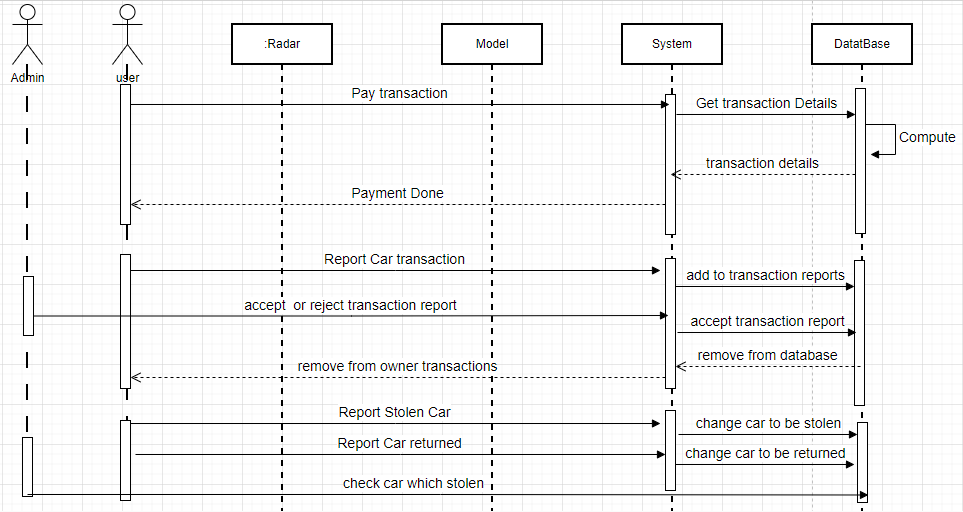 :Radar
Model
System
DatatBase
Admin
user
Pay transaction
Get transaction Details
Compute
transaction details
Payment Done
Report Car transaction
add to transaction reports
accept or reject transaction report
accept transaction report
remove from database
remove from owner transactions
Report Stolen Car
change car to be stolen
Report Car returned
change car to be returned
check car which stolen